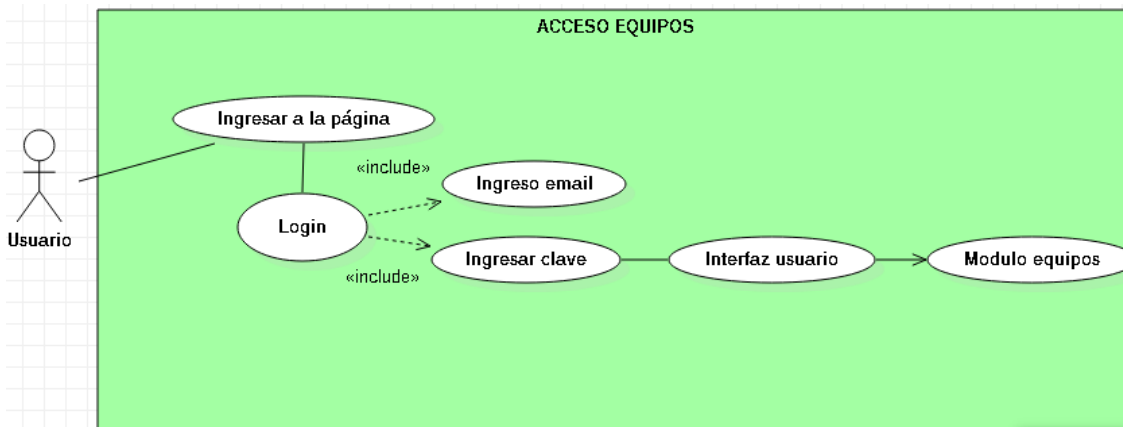 ACCESO EQUIPOS
Ingresar a la página
«include»
Ingreso email
Usuario
Login
Ingresar clave
Interfaz usuario
Modulo equipos
«include»